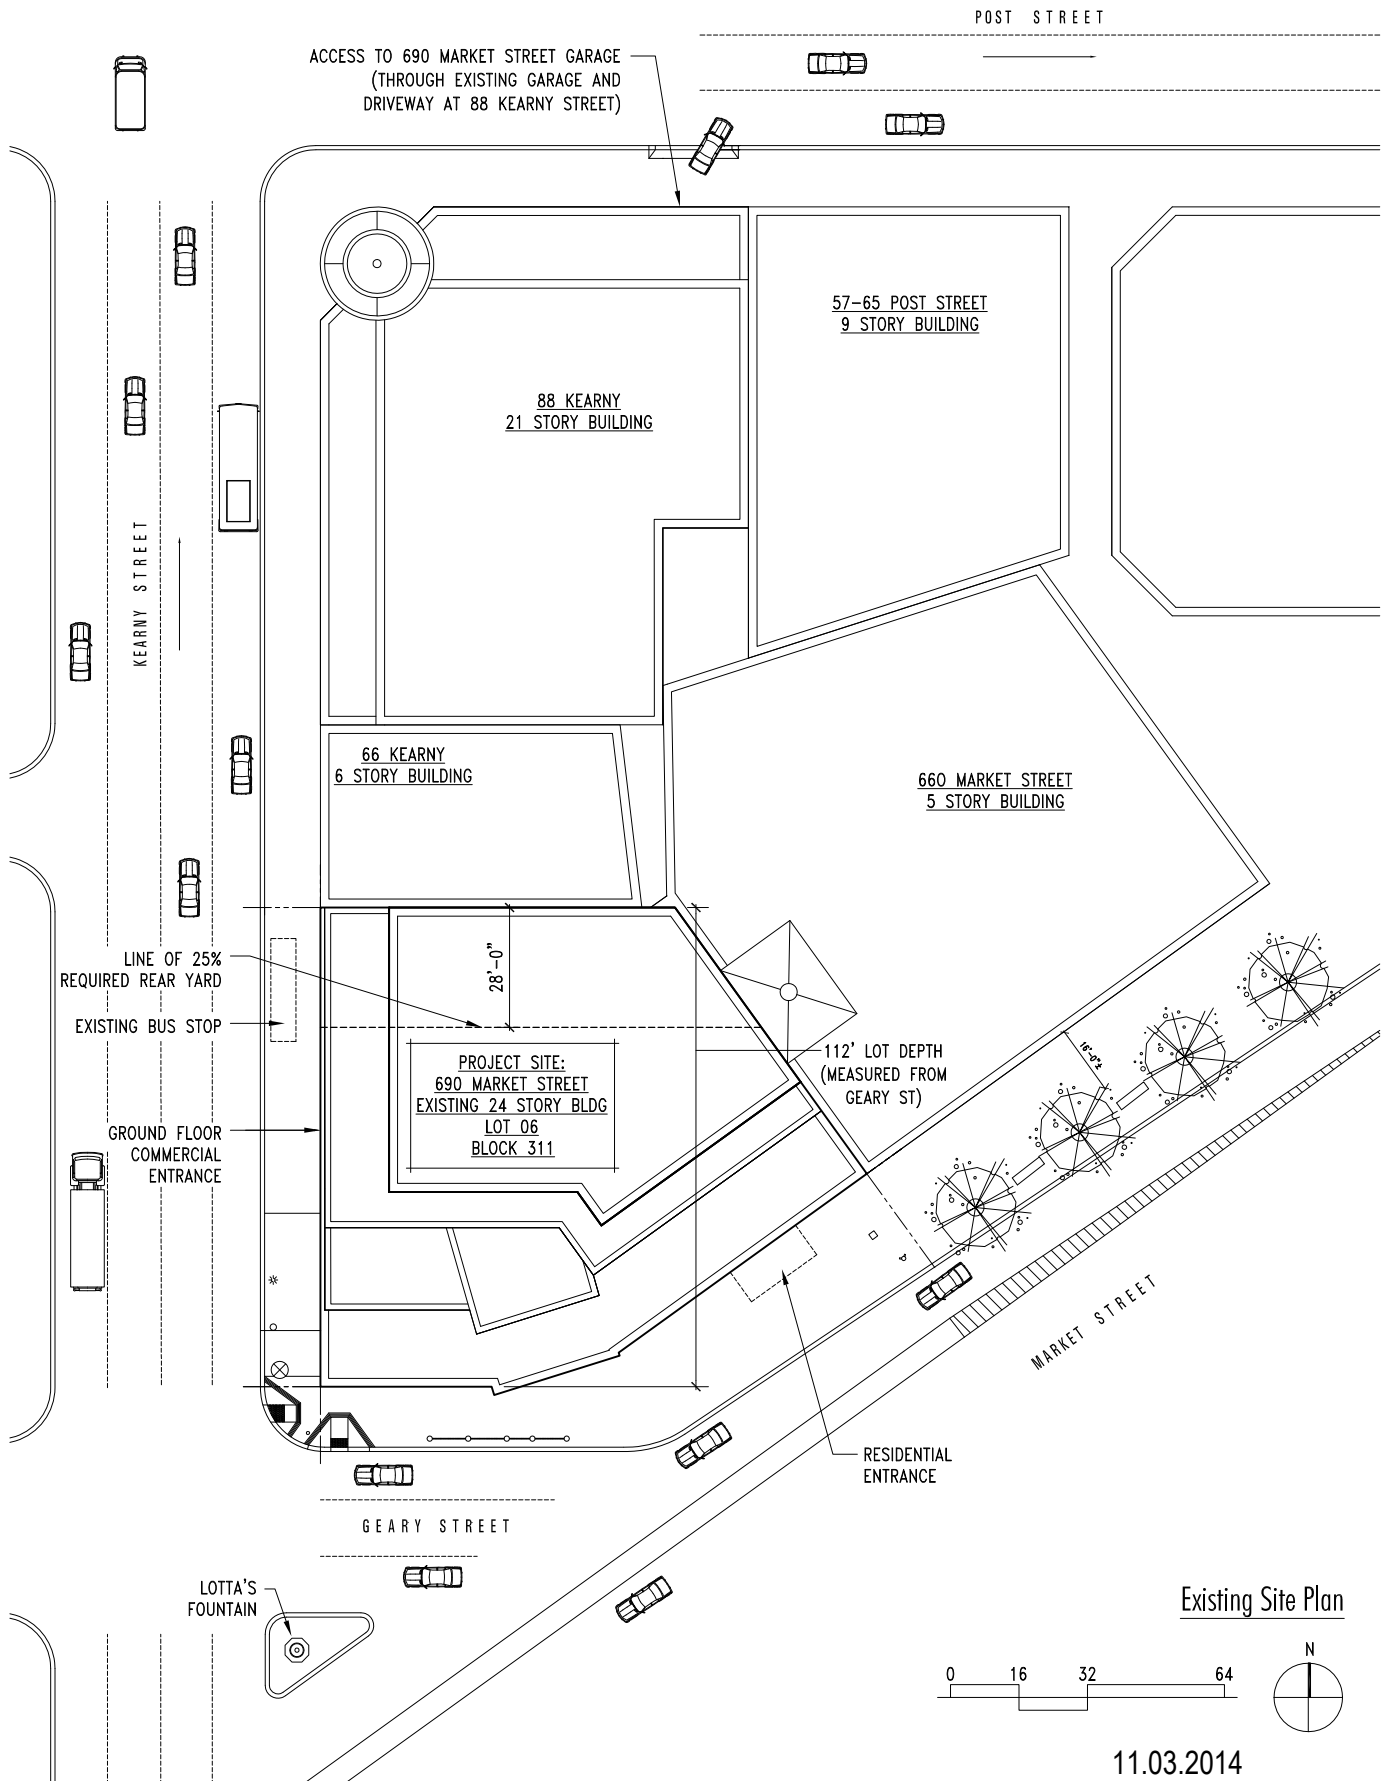 POST STREET
ACCESS TO 690 MARKET STREET GARAGE
(THROUGH EXISTING GARAGE AND
DRIVEWAY AT 88 KEARNY STREET)
57-65 POST STREET
9 STORY BUILDING
88 KEARNY
21 STORY BUILDING
KEARNY STREET
66 KEARNY
6 STORY BUILDING
660 MARKET STREET
5 STORY BUILDING
LINE OF 25%
REQUIRED REAR YARD
28'-0"
EXISTING BUS STOP
PROJECT SITE:
690 MARKET STREET
EXISTING 24 STORY BLDG
LOT 06
BLOCK 311
112' LOT DEPTH
(MEASURED FROM
GEARY ST)
16'-0"±
GROUND FLOOR
COMMERCIAL
ENTRANCE
MARKET STREET
RESIDENTIAL
ENTRANCE
GEARY STREET
LOTTA'S
FOUNTAIN
Existing Site Plan
N
0 16 32 64
11.03.2014